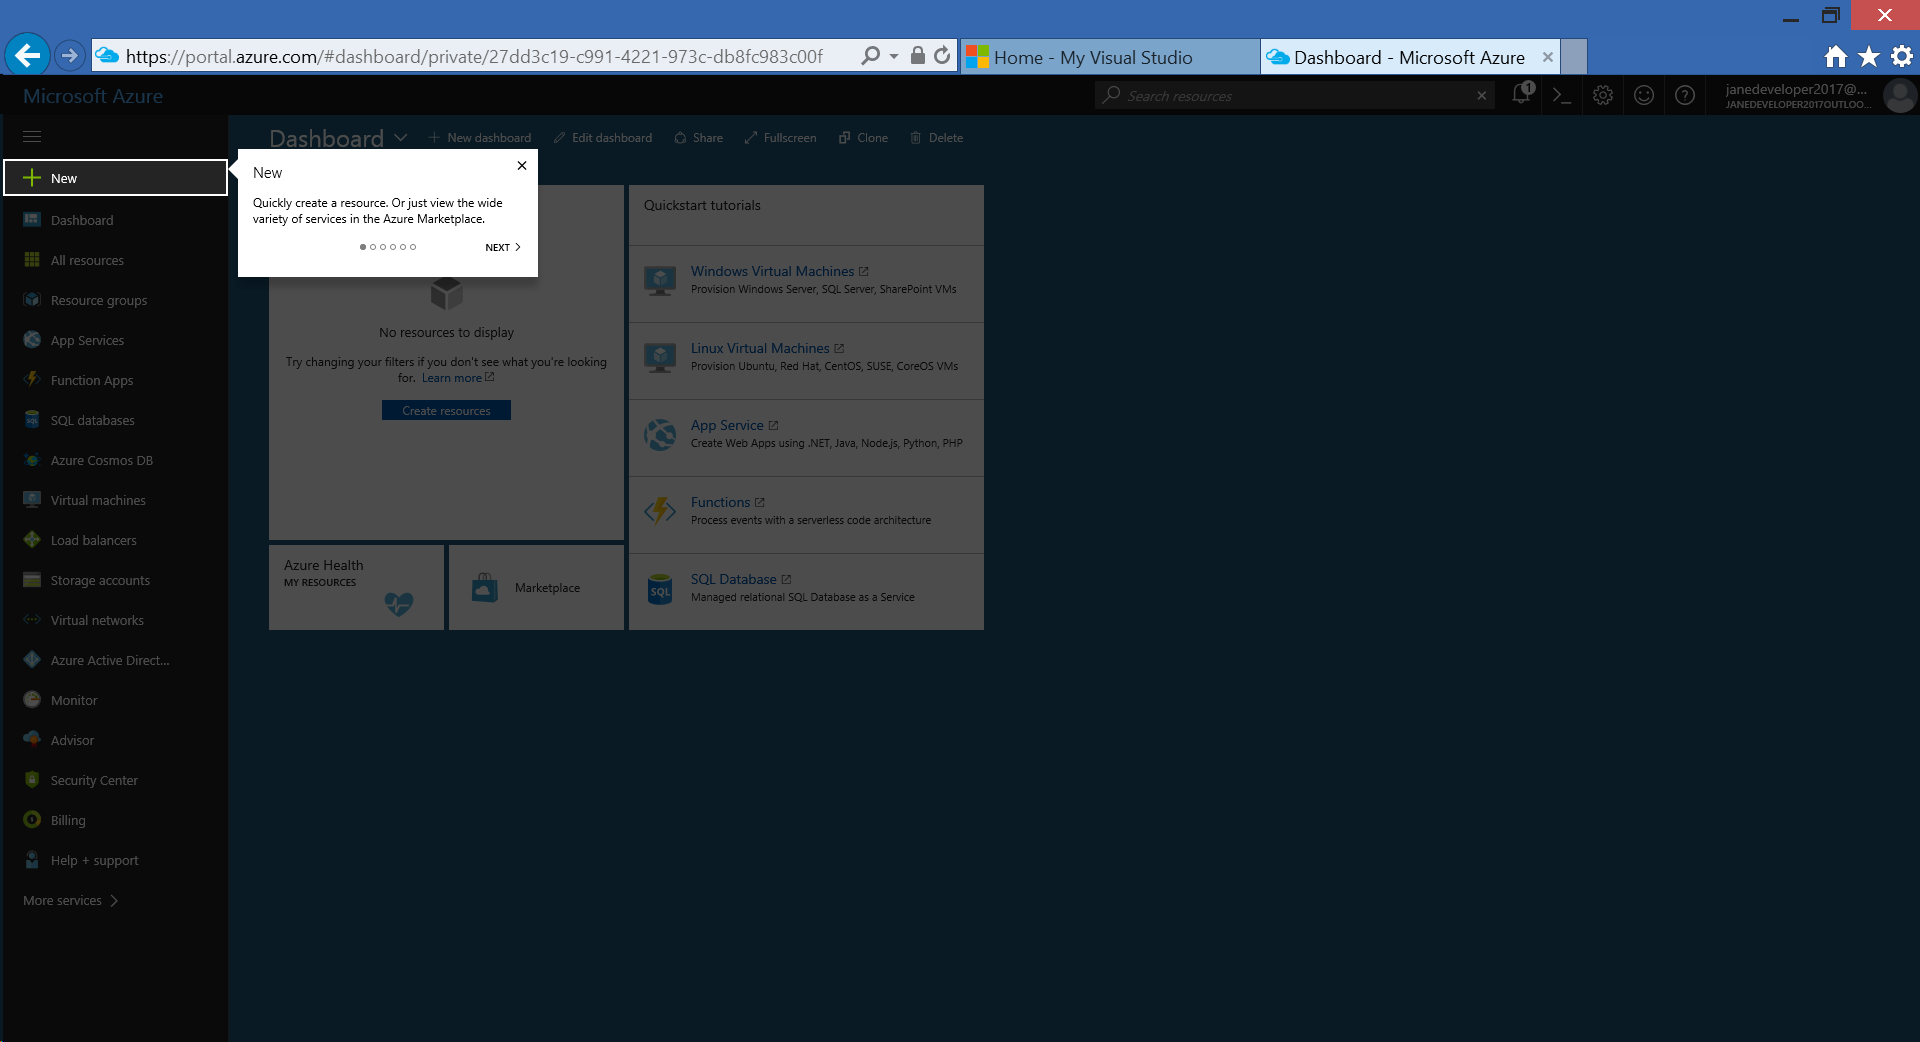 https://portal.azure.com/#dashboard/private/27dd3c19-c991-4221-973c-db8fc983c00f
Home - My Visual Studio
Dashboard - Microsoft Azure
Microsoft Azure
Search resources
1
janedeveloper2017@...
JANEDEVELOPER2017OUTLOO...
Dashboard
New dashboard
Edit dashboard
Share
Fullscreen
Clone
Delete
New
Dashboard
All resources
Resource groups
App Services
Function Apps
SQL databases
Azure Cosmos DB
Virtual machines
Load balancers
Storage accounts
Virtual networks
Azure Active Direct...
Monitor
Advisor
Security Center
Billing
Help + support
More services
New
Quickly create a resource. Or just view the wide
variety of services in the Azure Marketplace.
NEXT
No resources to display
Try changing your filters if you don't see what you're looking
for. Learn more
Create resources
Azure Health
MY RESOURCES
Marketplace
Quickstart tutorials
Windows Virtual Machines
Provision Windows Server, SQL Server, SharePoint VMs
Linux Virtual Machines
Provision Ubuntu, Red Hat, CentOS, SUSE, CoreOS VMs
App Service
Create Web Apps using .NET, Java, Node.js, Python, PHP
Functions
Process events with a serverless code architecture
SQL
SQL Database
Managed relational SQL Database as a Service